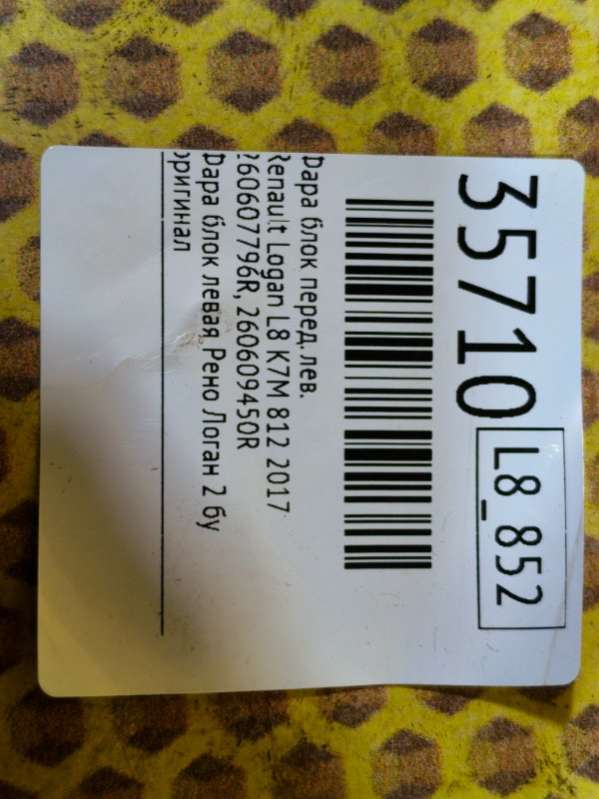 35710
L8_852
Фара блок перед.лев.
Renault Logan L8 K7M 812 2017
260607796R, 260609450R
Фара блок левая Рено Логан 2 бу
оригинал